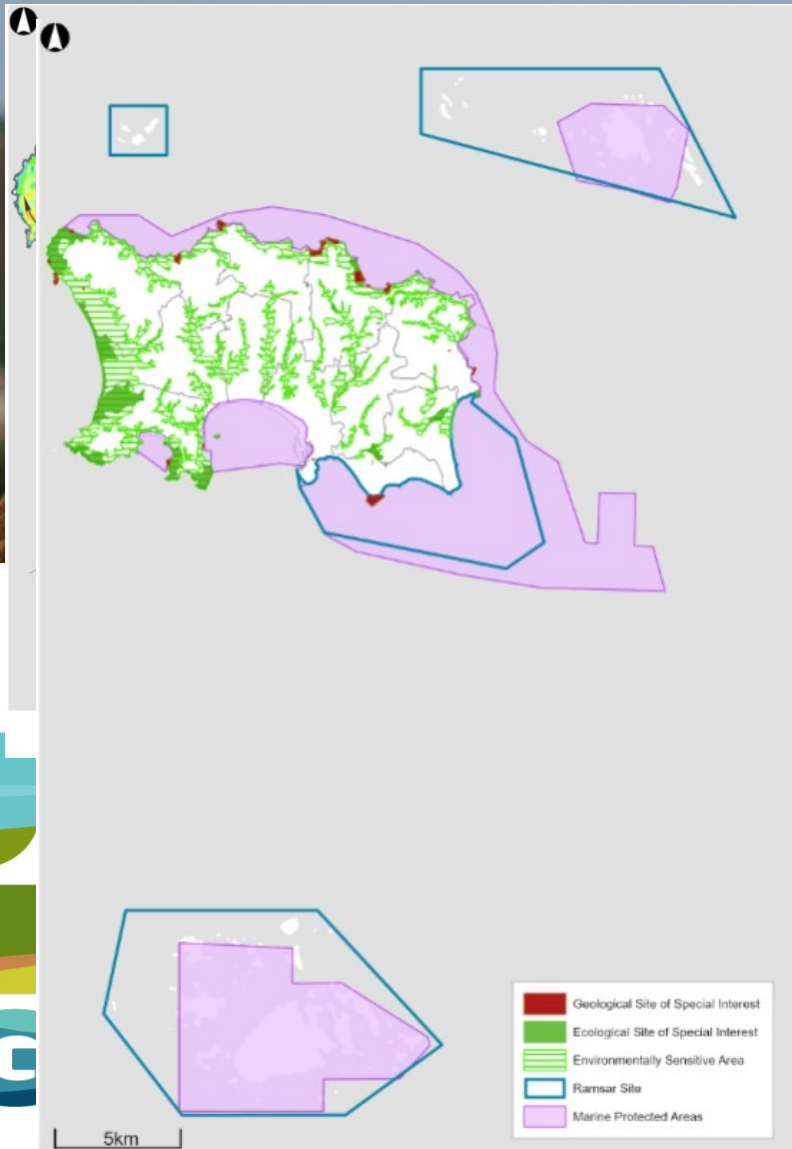 Geological Site of Special Interest
Ecological Site of Special Interest
Environmentally Sensitive Area
Ramsar Site
Marine Protected Areas
5km
G